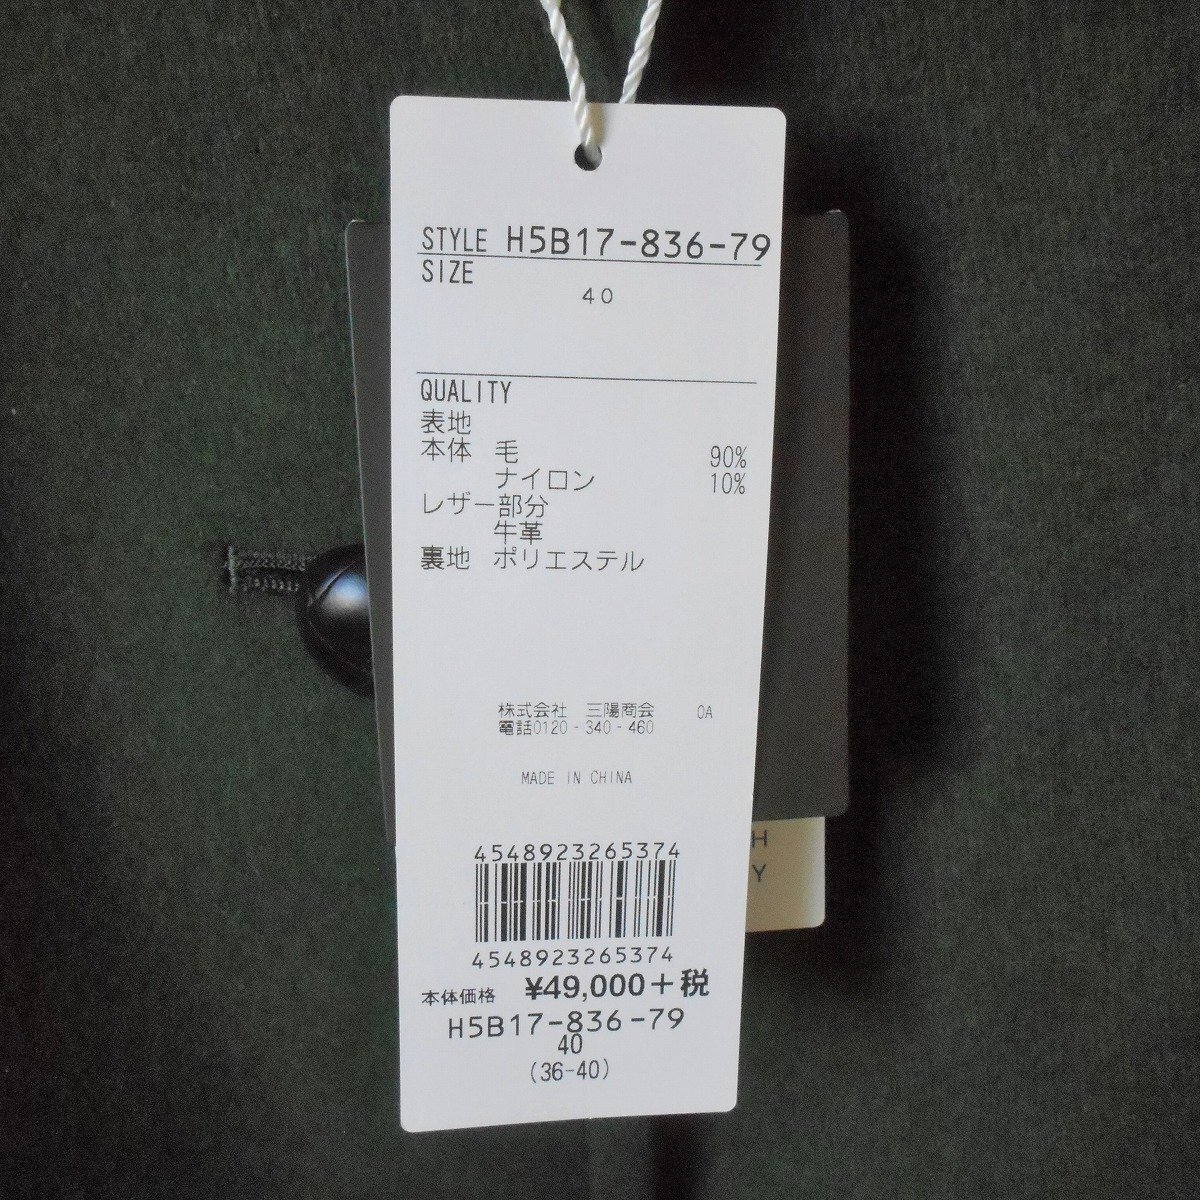 STYLE H5B17-836-79
SIZE
40
QUALITY
表地
本体 毛 90%
ナイロン 10%
レザー部分
牛革
裏地 ポリエステル
株式会社 三陽商会 0A
電話0120-340-460
MADE IN CHINA
4548923265374
4548923265374
本体価格 ¥49,000+税
H5B17-836-79
40
(36-40)
H
Y